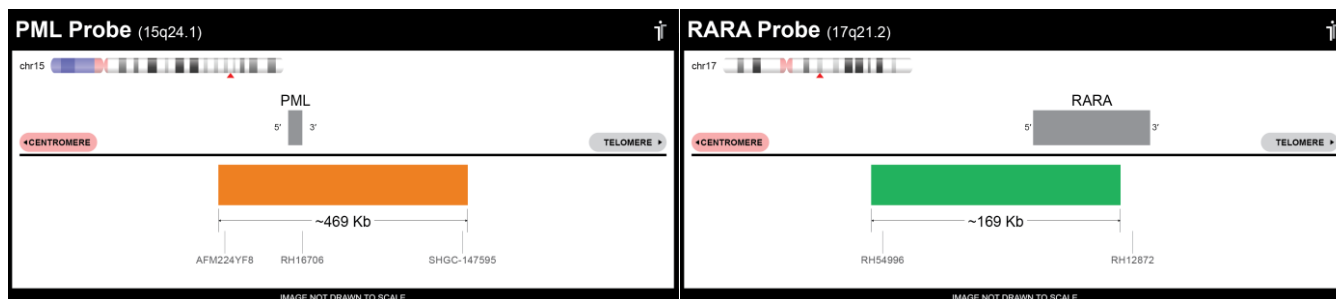 PML Probe (15q24.1)
chr15
PML
5' 3'
◂CENTROMERE TELOMERE ▸
~469 Kb
AFM224YF8 RH16706 SHGC-147595
IMAGE NOT DRAWN TO SCALE
RARA Probe (17q21.2)
chr17
RARA
5' 3'
◂CENTROMERE TELOMERE ▸
~169 Kb
RH54996 RH12872
IMAGE NOT DRAWN TO SCALE